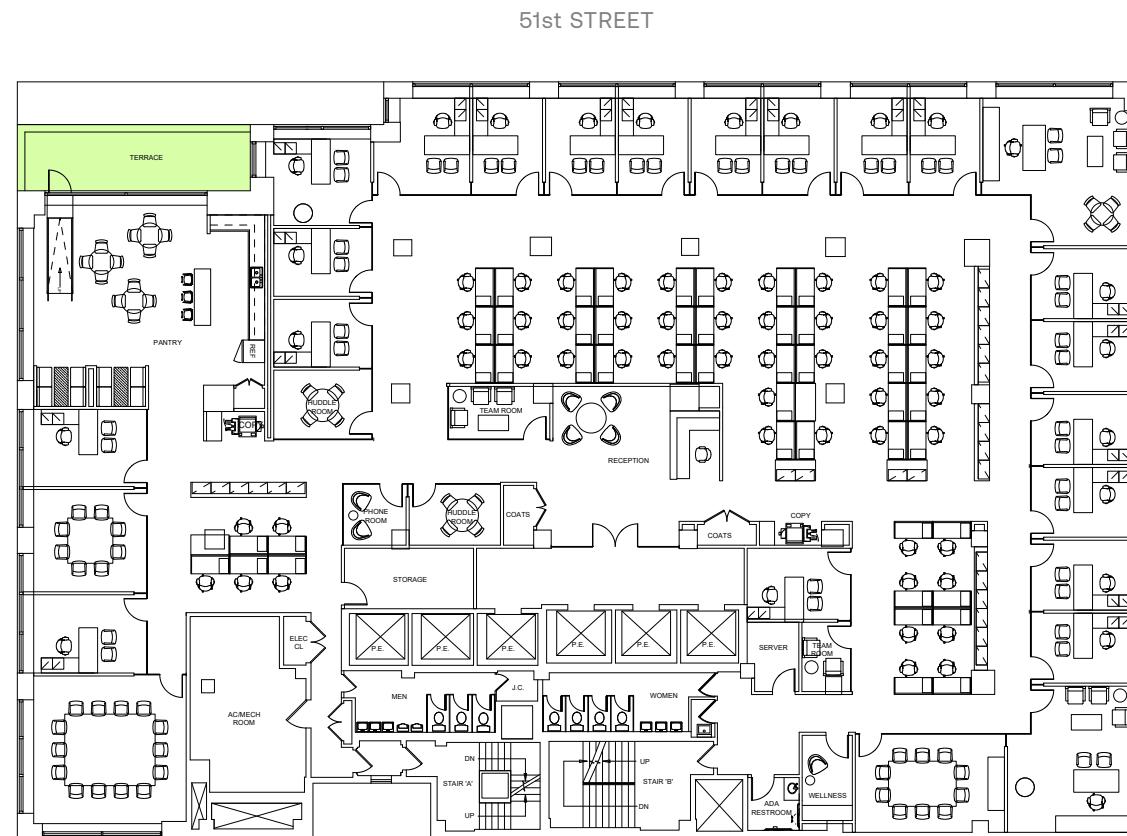 51st STREET
TERRACE
PANTRY
REF.
HUDDLE
ROOM
COPY
TEAM ROOM
RECEPTION
PHONE
ROOM
HUDDLE
ROOM
COATS
COATS
COPY
STORAGE
ELEC
CL
P.E.
P.E.
P.E.
P.E.
P.E.
P.E.
SERVER
TEAM
ROOM
AC/MECH
ROOM
MEN
J.C.
WOMEN
DN
STAIR 'A'
UP
UP
STAIR 'B'
DN
ADA
RESTROOM
WELLNESS